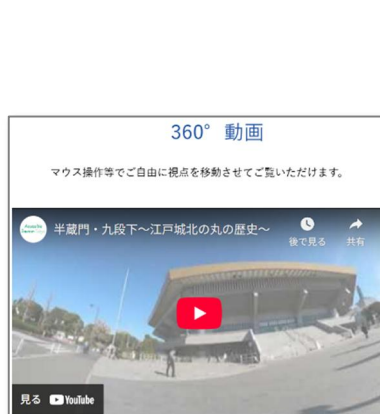 360° 動画
マウス操作等でご自由に視点を移動させてご覧いただけます。
半蔵門・九段下～江戸城北の丸の歴史～
後で見る
共有
見る YouTube